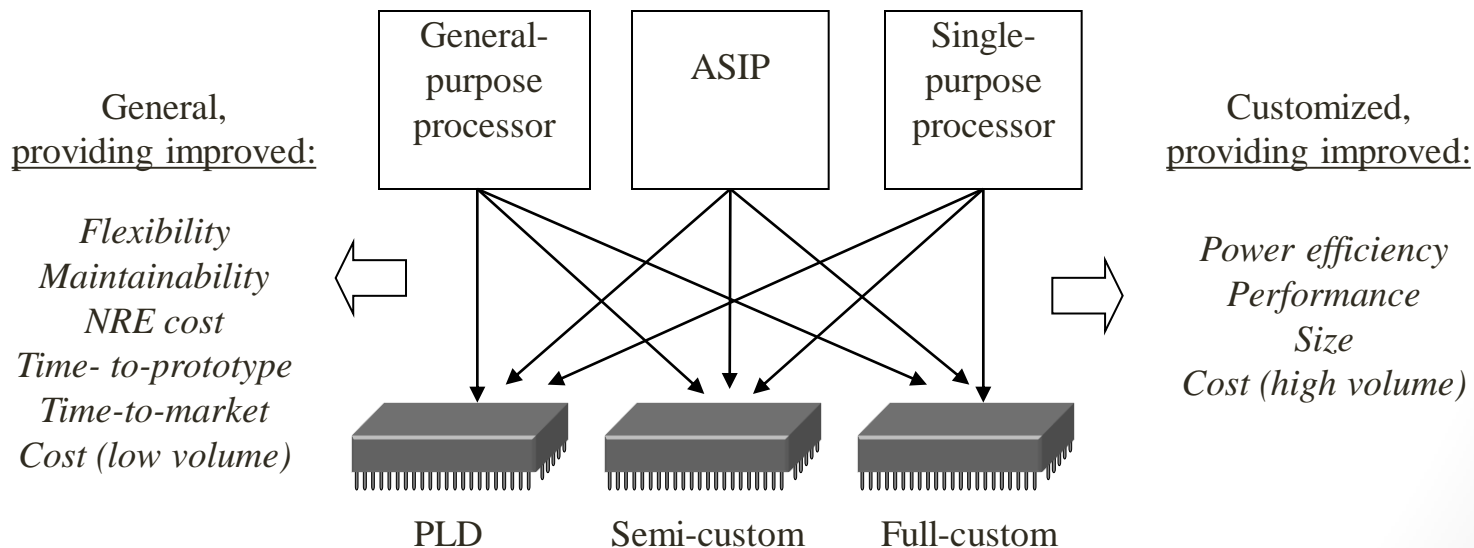 General-
purpose
processor
ASIP
Single-
purpose
processor
General,
providing improved:
Flexibility
Maintainability
NRE cost
Time- to-prototype
Time-to-market
Cost (low volume)
Customized,
providing improved:
Power efficiency
Performance
Size
Cost (high volume)
PLD
Semi-custom
Full-custom